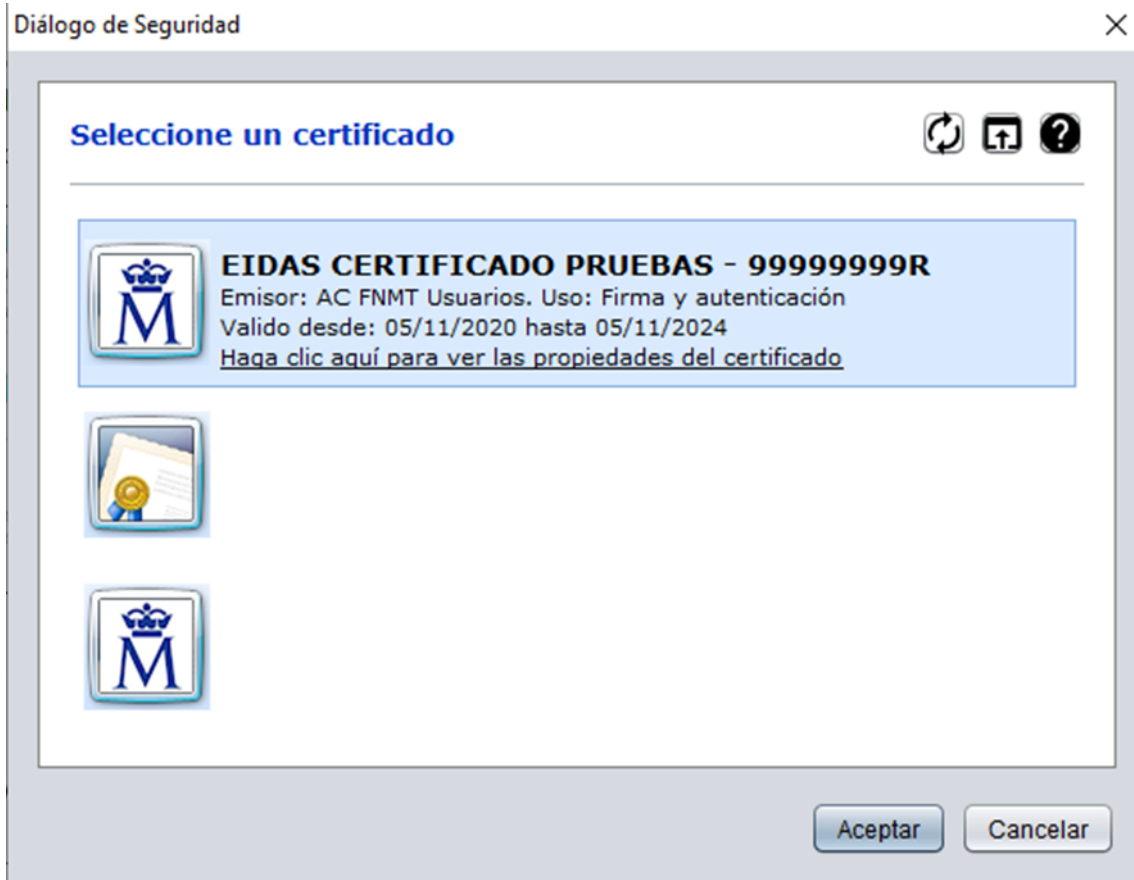 Diálogo de Seguridad
Seleccione un certificado
EIDAS CERTIFICADO PRUEBAS - 99999999R
Emisor: AC FNMT Usuarios. Uso: Firma y autenticación
Valido desde: 05/11/2020 hasta 05/11/2024
Haga clic aquí para ver las propiedades del certificado
M
M
Aceptar
Cancelar